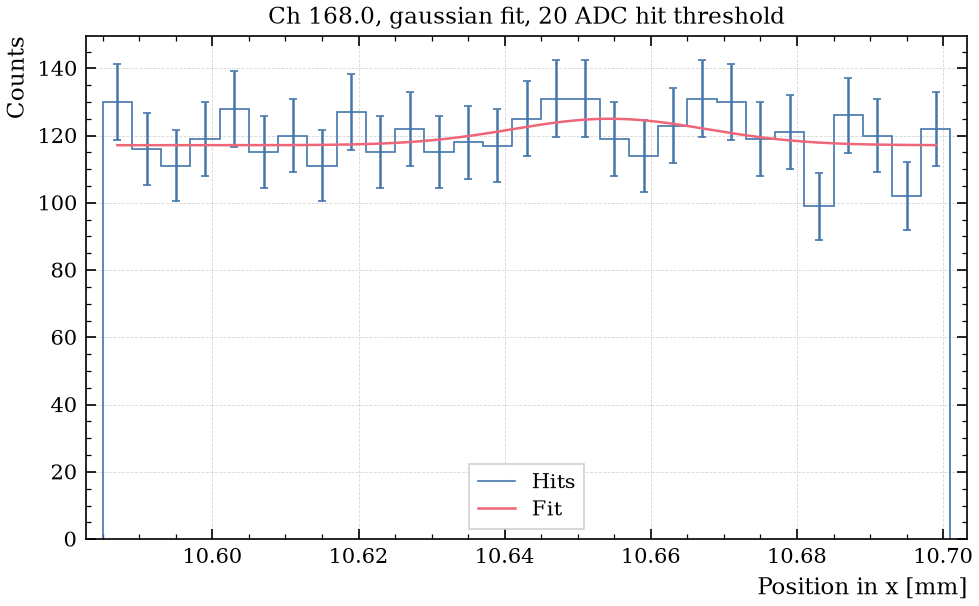 Ch 168.0, gaussian fit, 20 ADC hit threshold
Counts
140
120
100
80
60
40
20
0
Hits
Fit
10.60 10.62 10.64 10.66 10.68 10.70
Position in x [mm]